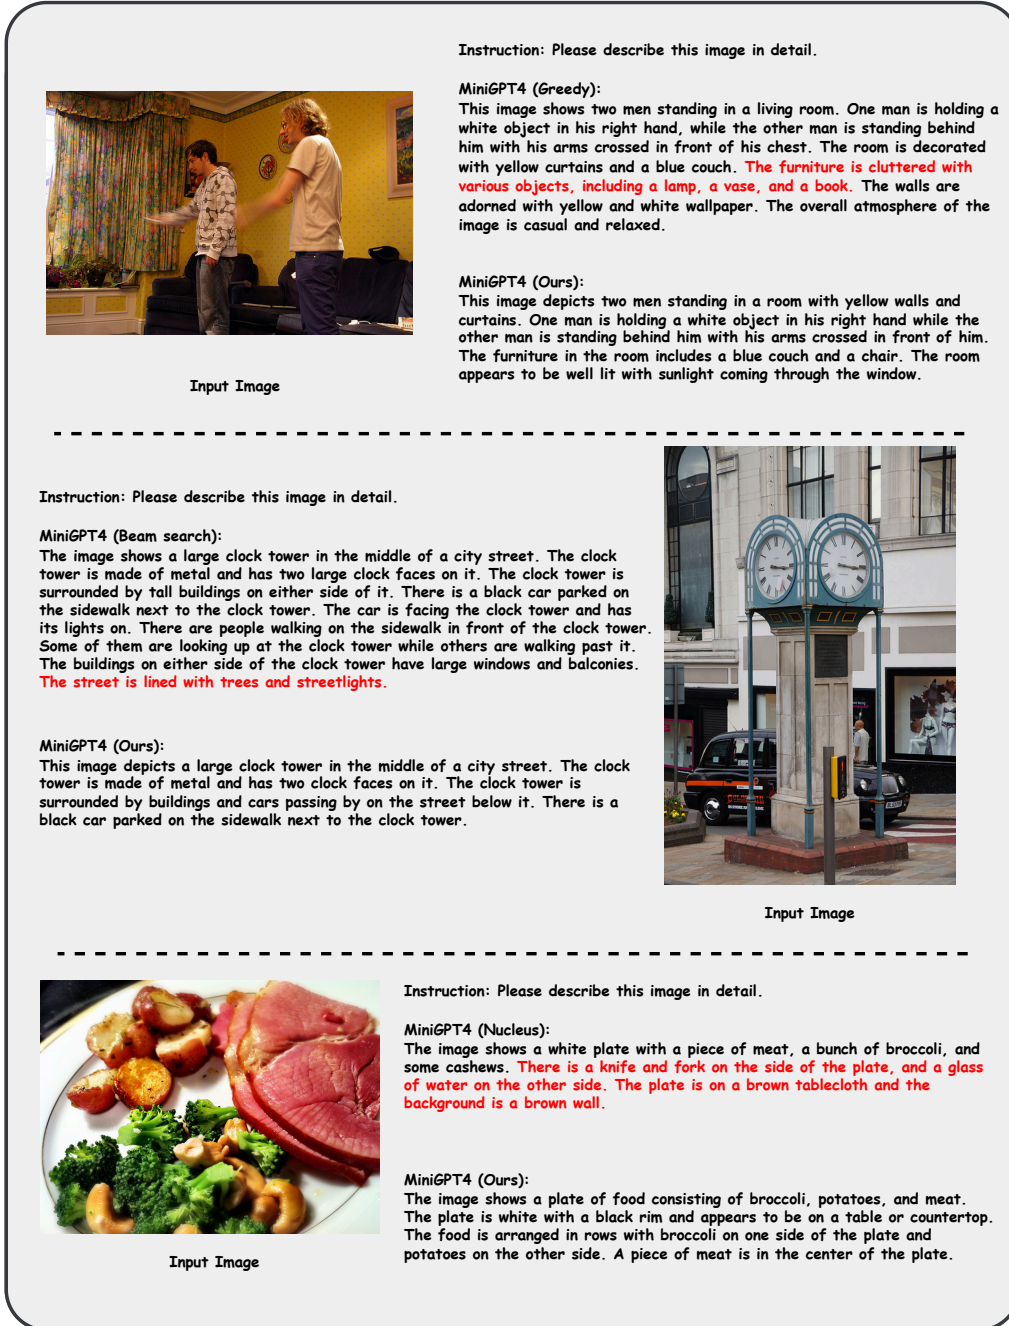 Instruction: Please describe this image in detail.
MiniGPT4 (Greedy):
This image shows two men standing in a living room. One man is holding a
white object in his right hand, while the other man is standing behind
him with his arms crossed in front of his chest. The room is decorated
with yellow curtains and a blue couch. The furniture is cluttered with
various objects, including a lamp, a vase, and a book. The walls are
adorned with yellow and white wallpaper. The overall atmosphere of the
image is casual and relaxed.
MiniGPT4 (Ours):
This image depicts two men standing in a room with yellow walls and
curtains. One man is holding a white object in his right hand while the
other man is standing behind him with his arms crossed in front of him.
The furniture in the room includes a blue couch and a chair. The room
appears to be well lit with sunlight coming through the window.
Input Image
Instruction: Please describe this image in detail.
MiniGPT4 (Beam search):
The image shows a large clock tower in the middle of a city street. The clock
tower is made of metal and has two large clock faces on it. The clock tower is
surrounded by tall buildings on either side of it. There is a black car parked on
the sidewalk next to the clock tower. The car is facing the clock tower and has
its lights on. There are people walking on the sidewalk in front of the clock tower.
Some of them are looking up at the clock tower while others are walking past it.
The buildings on either side of the clock tower have large windows and balconies.
The street is lined with trees and streetlights.
MiniGPT4 (Ours):
This image depicts a large clock tower in the middle of a city street. The clock
tower is made of metal and has two clock faces on it. The clock tower is
surrounded by buildings and cars passing by on the street below it. There is a
black car parked on the sidewalk next to the clock tower.
Input Image
Instruction: Please describe this image in detail.
MiniGPT4 (Nucleus):
The image shows a white plate with a piece of meat, a bunch of broccoli, and
some cashews. There is a knife and fork on the side of the plate, and a glass
of water on the other side. The plate is on a brown tablecloth and the
background is a brown wall.
MiniGPT4 (Ours):
The image shows a plate of food consisting of broccoli, potatoes, and meat.
The plate is white with a black rim and appears to be on a table or countertop.
The food is arranged in rows with broccoli on one side of the plate and
potatoes on the other side. A piece of meat is in the center of the plate.
Input Image